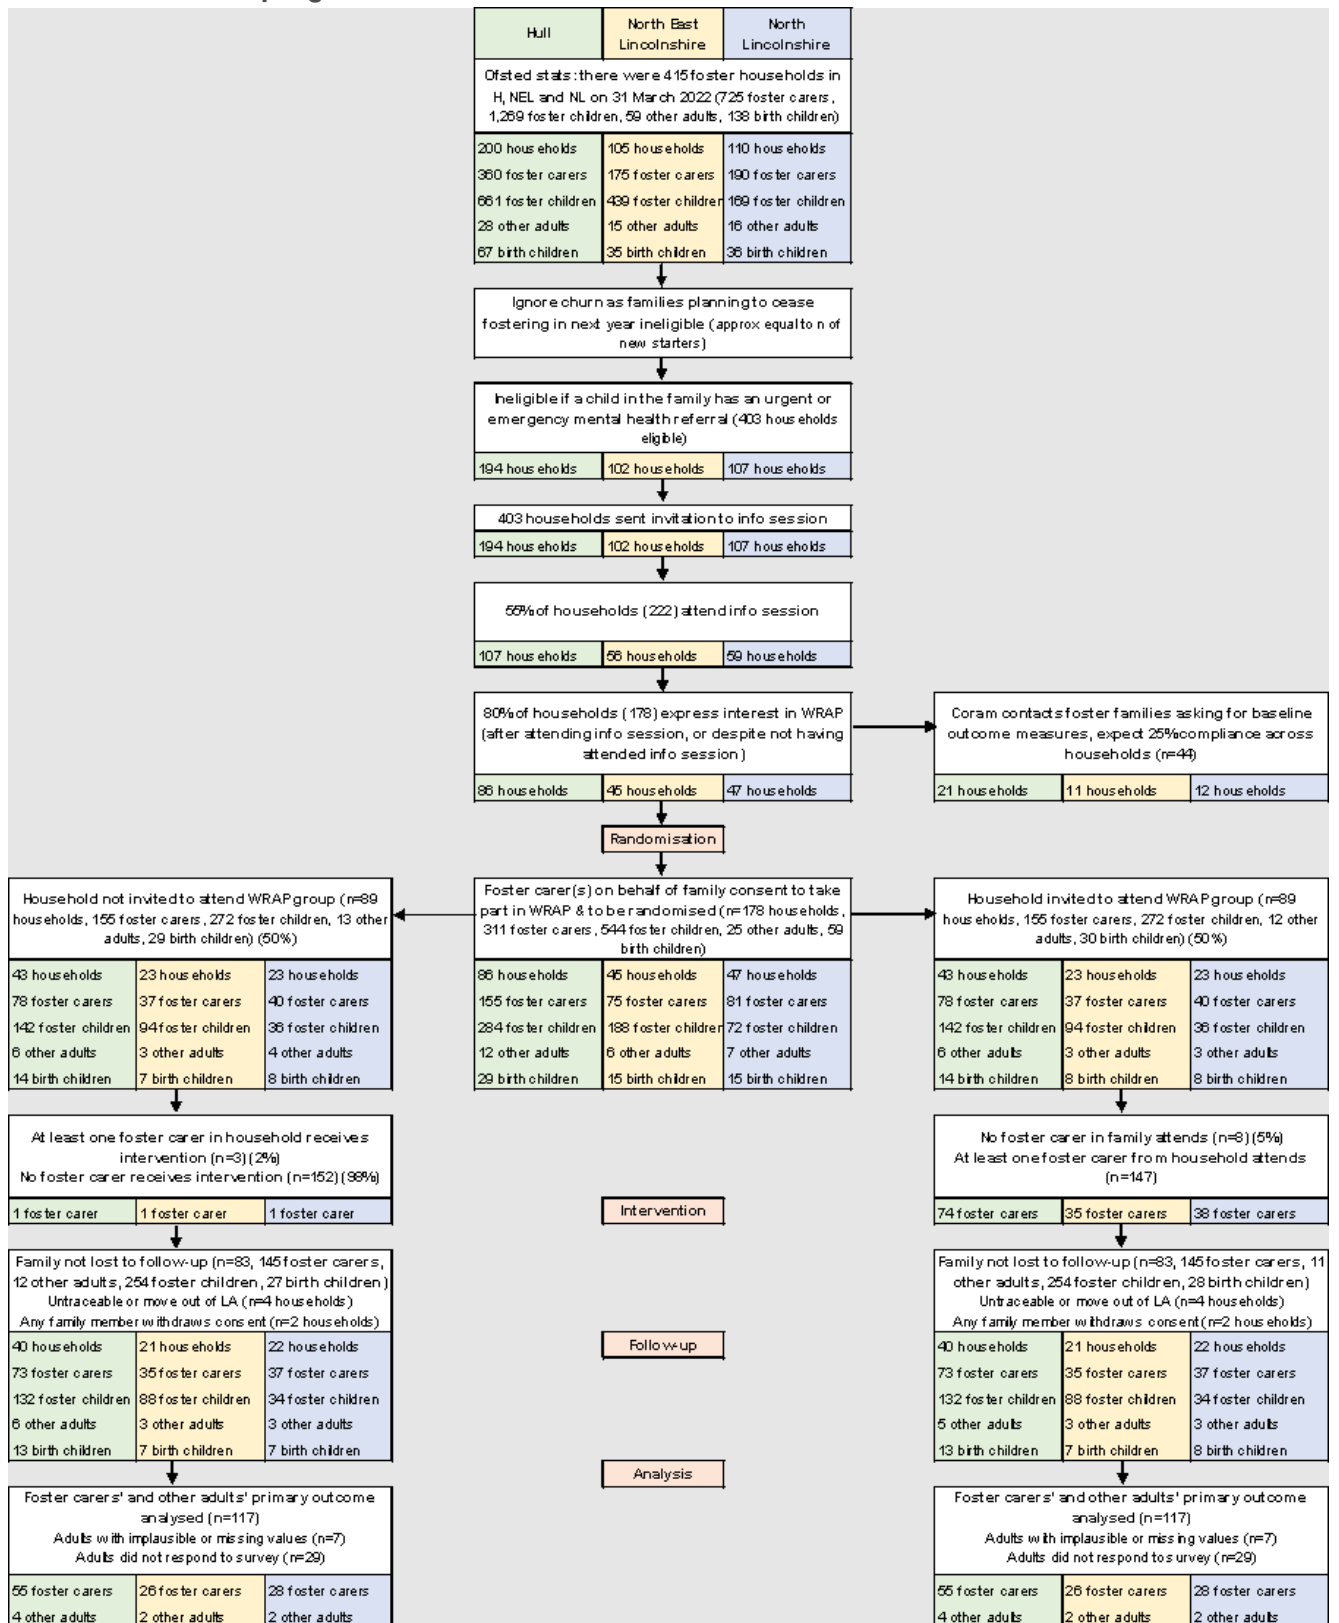 Hull
North East
Lincolnshire
North
Lincolnshire
Ofsted stats: there were 415 foster households in
H, NEL and NL on 31 March 2022 (725 foster carers,
1,269 foster children, 59 other adults, 138 birth children)
200 households 105 households 110 households
360 foster carers 175 foster carers 190 foster carers
661 foster children 439 foster children 169 foster children
28 other adults 15 other adults 16 other adults
67 birth children 35 birth children 36 birth children
Ignore churn as families planning to cease
fostering in next year ineligible (approx equal to n of
new starters)
Ineligible if a child in the family has an urgent or
emergency mental health referral (403 households
eligible)
194 households 102 households 107 households
403 households sent invitation to info session
194 households 102 households 107 households
55% of households (222) attend info session
107 households 56 households 59 households
80% of households (178) express interest in WRAP
(after attending info session, or despite not having
attended info session)
86 households 45 households 47 households
Coram contacts foster families asking for baseline
outcome measures, expect 25% compliance across
households (n=44)
21 households 11 households 12 households
Randomisation
Household not invited to attend WRAP group (n=89
households, 155 foster carers, 272 foster children, 13 other
adults, 29 birth children) (50%)
43 households 23 households 23 households
78 foster carers 37 foster carers 40 foster carers
142 foster children 94 foster children 36 foster children
6 other adults 3 other adults 4 other adults
14 birth children 7 birth children 8 birth children
Foster carer(s) on behalf of family consent to take
part in WRAP & to be randomised (n=178 households,
311 foster carers, 544 foster children, 25 other adults, 59
birth children)
86 households 45 households 47 households
155 foster carers 75 foster carers 81 foster carers
284 foster children 188 foster children 72 foster children
12 other adults 6 other adults 7 other adults
29 birth children 15 birth children 15 birth children
Household invited to attend WRAP group (n=89
households, 155 foster carers, 272 foster children, 12 other
adults, 30 birth children) (50%)
43 households 23 households 23 households
78 foster carers 37 foster carers 40 foster carers
142 foster children 94 foster children 36 foster children
6 other adults 3 other adults 3 other adults
14 birth children 8 birth children 8 birth children
At least one foster carer in household receives
intervention (n=3) (2%)
No foster carer receives intervention (n=152) (98%)
1 foster carer 1 foster carer 1 foster carer
Intervention
No foster carer in family attends (n=8) (5%)
At least one foster carer from household attends
(n=147)
74 foster carers 35 foster carers 38 foster carers
Family not lost to follow-up (n=83, 145 foster carers,
12 other adults, 254 foster children, 27 birth children)
Untraceable or move out of LA (n=4 households)
Any family member withdraws consent (n=2 households)
40 households 21 households 22 households
73 foster carers 35 foster carers 37 foster carers
132 foster children 88 foster children 34 foster children
6 other adults 3 other adults 3 other adults
13 birth children 7 birth children 7 birth children
Follow-up
Family not lost to follow-up (n=83, 145 foster carers, 11
other adults, 254 foster children, 28 birth children)
Untraceable or move out of LA (n=4 households)
Any family member withdraws consent (n=2 households)
40 households 21 households 22 households
73 foster carers 35 foster carers 37 foster carers
132 foster children 88 foster children 34 foster children
5 other adults 3 other adults 3 other adults
13 birth children 7 birth children 8 birth children
Analysis
Foster carers' and other adults' primary outcome
analysed (n=117)
Adults with implausible or missing values (n=7)
Adults did not respond to survey (n=29)
55 foster carers 26 foster carers 28 foster carers
4 other adults 2 other adults 2 other adults
Foster carers' and other adults' primary outcome
analysed (n=117)
Adults with implausible or missing values (n=7)
Adults did not respond to survey (n=29)
55 foster carers 26 foster carers 28 foster carers
4 other adults 2 other adults 2 other adults